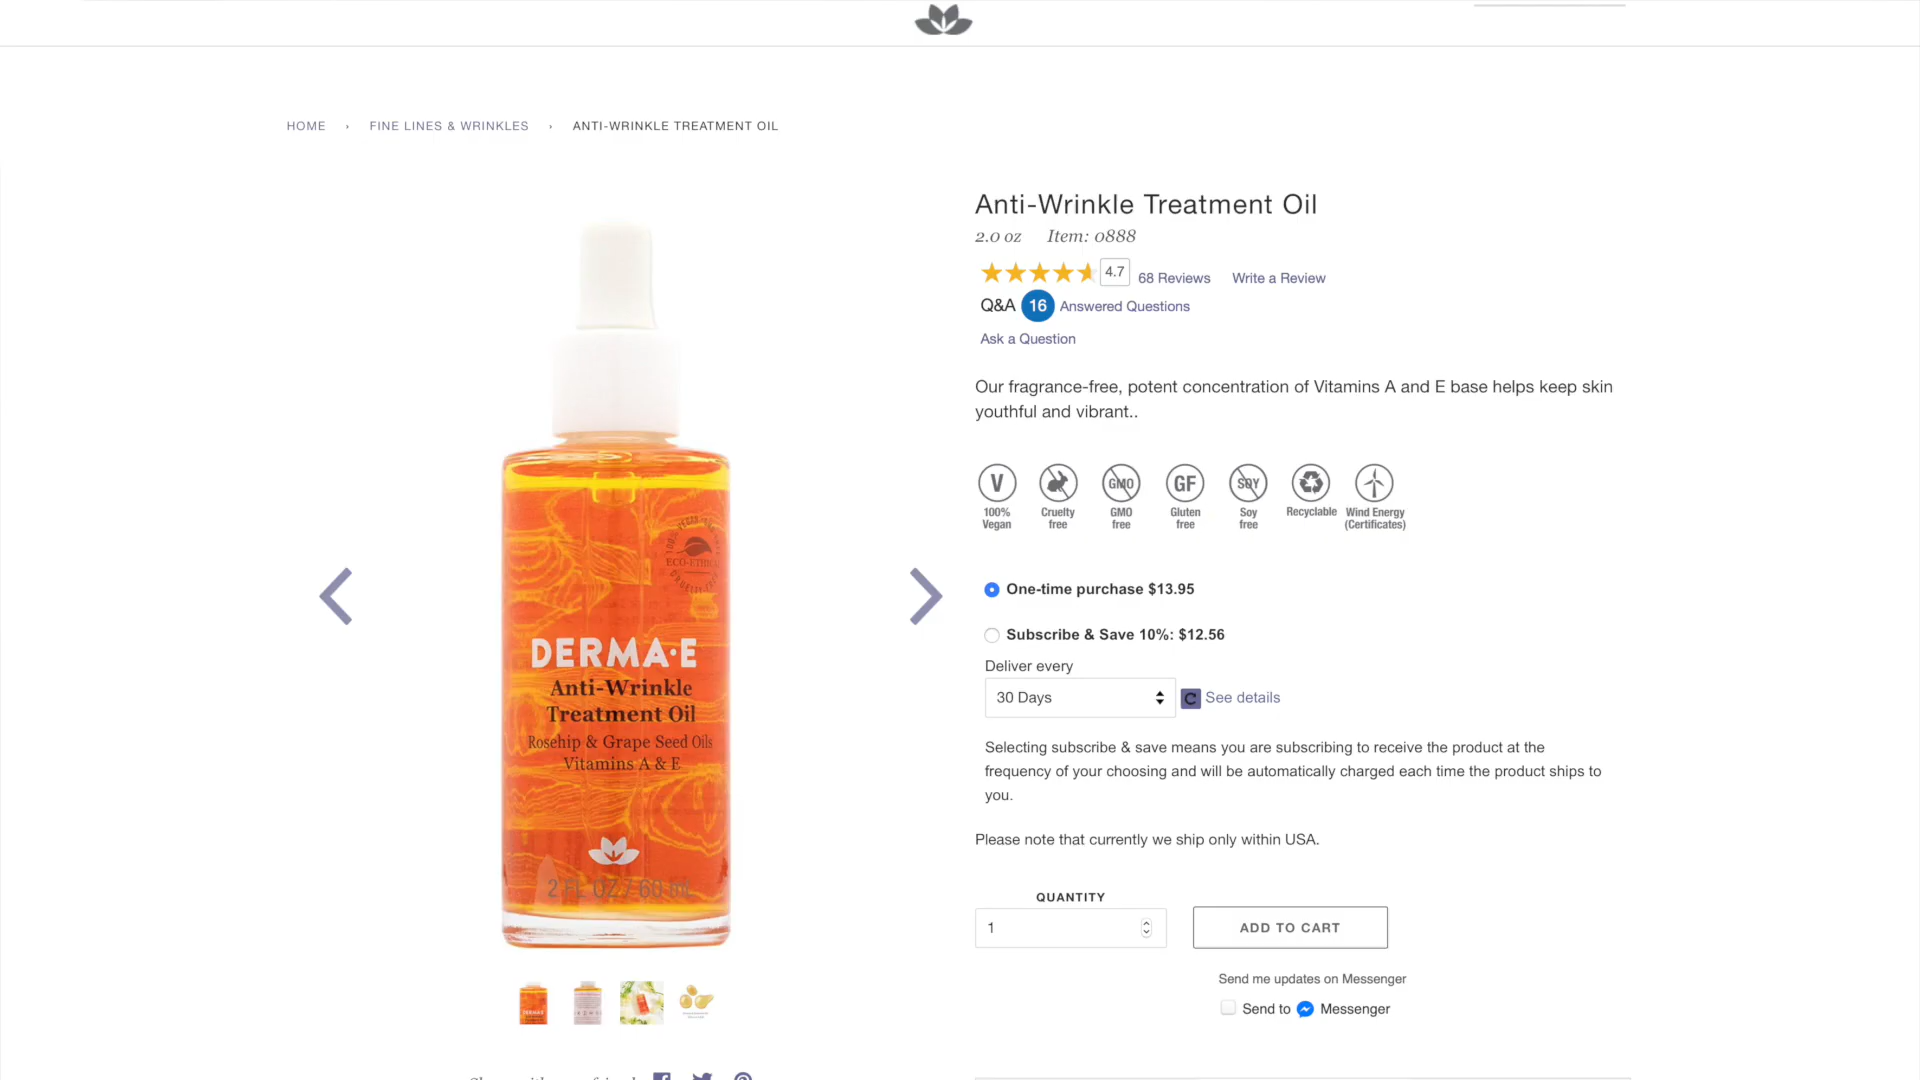 HOME › FINE LINES & WRINKLES › ANTI-WRINKLE TREATMENT OIL
Anti-Wrinkle Treatment Oil
2.0 oz Item: 0888
4.7 68 Reviews Write a Review
Q&A 16 Answered Questions
Ask a Question
Our fragrance-free, potent concentration of Vitamins A and E base helps keep skin
youthful and vibrant..
V GMO GF SOY
100% Vegan
Cruelty free
GMO free
Gluten free
Soy free
Recyclable
Wind Energy (Certificates)
ECO-ETHICAL
DERMA·E
Anti-Wrinkle
Treatment Oil
Rosehip & Grape Seed Oils
Vitamins A & E
2 FL OZ / 60 mL
One-time purchase $13.95
Subscribe & Save 10%: $12.56
Deliver every
30 Days See details
Selecting subscribe & save means you are subscribing to receive the product at the
frequency of your choosing and will be automatically charged each time the product ships to
you.
Please note that currently we ship only within USA.
QUANTITY
1 ADD TO CART
Send me updates on Messenger
Send to Messenger